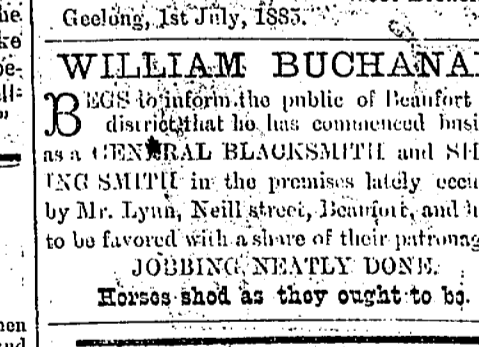 Geelong, 1st July, 1885.
WILLIAM BUCHANA
BEGS to inform the public of Beaufort
district that he has commenced busi
as a GENERAL BLACKSMITH and SH
ING SMITH in the premises lately occu
by Mr. Lynn, Neill street, Beaufort, and h
to be favored with a share of their patronag
JOBBING NEATLY DONE.
Horses shod as they ought to be.